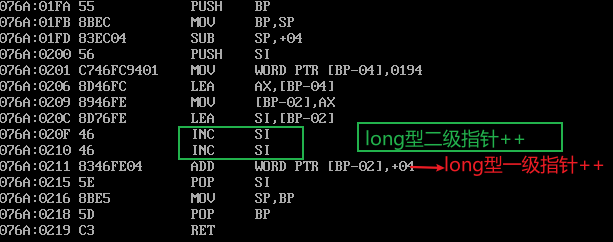 076A:01FA 55 PUSH BP
076A:01FB 8BEC MOV BP,SP
076A:01FD 83EC04 SUB SP,+04
076A:0200 56 PUSH SI
076A:0201 C746FC9401 MOV WORD PTR [BP-04],0194
076A:0206 8D46FC LEA AX,[BP-04]
076A:0209 8946FE MOV [BP-02],AX
076A:020C 8D76FE LEA SI,[BP-02]
076A:020F 46 INC SI long型二级指针++
076A:0210 46 INC SI
076A:0211 8346FE04 ADD WORD PTR [BP-02],+04 long型一级指针++
076A:0215 5E POP SI
076A:0216 8BE5 MOV SP,BP
076A:0218 5D POP BP
076A:0219 C3 RET